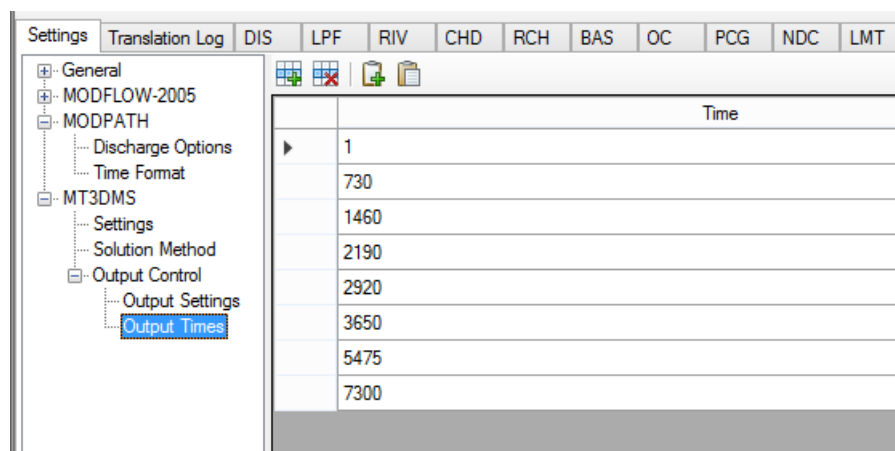 Settings Translation Log DIS LPF RIV CHD RCH BAS OC PCG NDC LMT
General
MODFLOW-2005
MODPATH
Discharge Options
Time Format
MT3DMS
Settings
Solution Method
Output Control
Output Settings
Output Times
Time
1
730
1460
2190
2920
3650
5475
7300